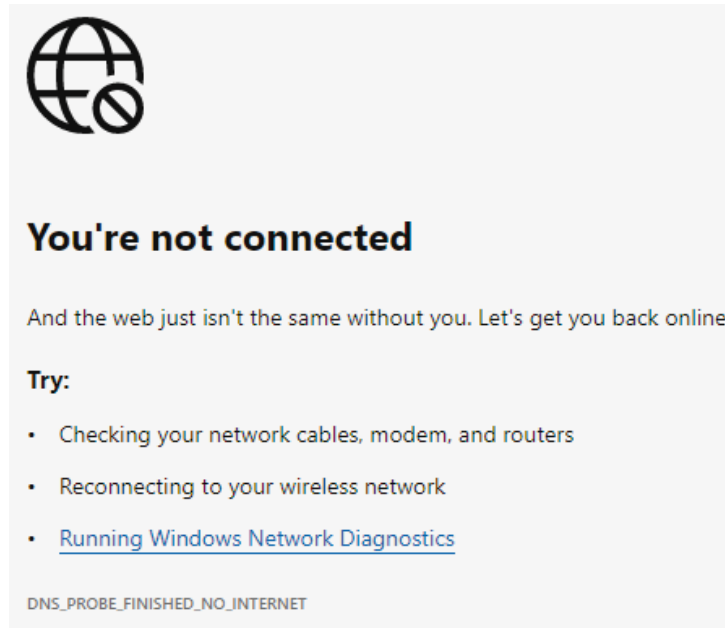 You're not connected
And the web just isn't the same without you. Let's get you back online
Try:
• Checking your network cables, modem, and routers
• Reconnecting to your wireless network
• Running Windows Network Diagnostics
DNS_PROBE_FINISHED_NO_INTERNET